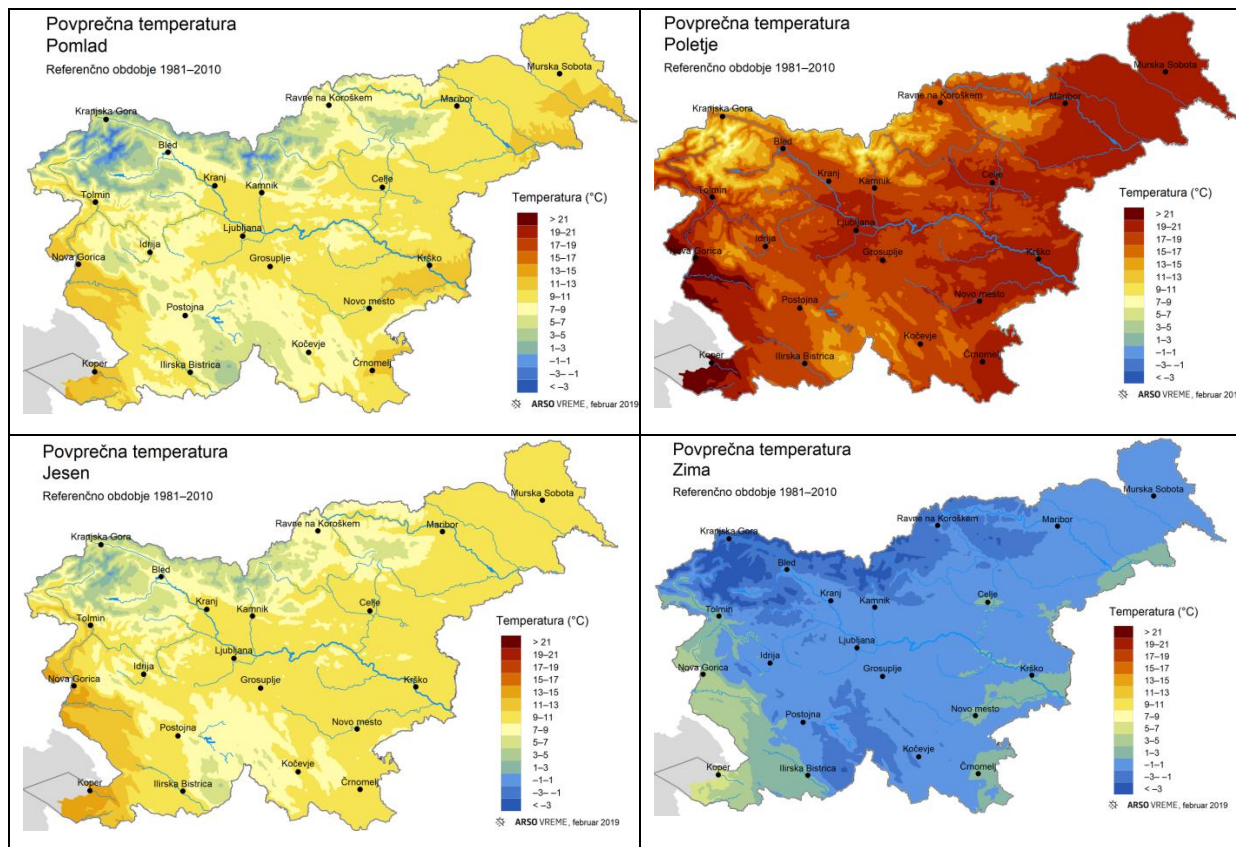 Povprečna temperatura
Pomlad
Referenčno obdobje 1981–2010
Murska Sobota
Ravne na Koroškem
Maribor
Kranjska Gora
Bled
Kranj
Kamnik
Celje
Tolmin
Ljubljana
Idrija
Nova Gorica
Grosuplje
Krško
Novo mesto
Postojna
Kočevje
Koper
Ilirska Bistrica
Črnomelj
Temperatura (°C)
> 21
19–21
17–19
15–17
13–15
11–13
9–11
7–9
5–7
3–5
1–3
–1–1
–3– –1
< –3
ARSO VREME, februar 2019
Povprečna temperatura
Poletje
Referenčno obdobje 1981–2010
Murska Sobota
Ravne na Koroškem
Maribor
Kranjska Gora
Bled
Kranj
Kamnik
Celje
Tolmin
Ljubljana
Idrija
Nova Gorica
Grosuplje
Krško
Novo mesto
Postojna
Kočevje
Koper
Ilirska Bistrica
Črnomelj
Temperatura (°C)
> 21
19–21
17–19
15–17
13–15
11–13
9–11
7–9
5–7
3–5
1–3
–1–1
–3– –1
< –3
ARSO VREME, februar 201
Povprečna temperatura
Jesen
Referenčno obdobje 1981–2010
Murska Sobota
Ravne na Koroškem
Maribor
Kranjska Gora
Bled
Kranj
Kamnik
Celje
Tolmin
Ljubljana
Idrija
Nova Gorica
Grosuplje
Krško
Novo mesto
Postojna
Kočevje
Koper
Ilirska Bistrica
Črnomelj
Temperatura (°C)
> 21
19–21
17–19
15–17
13–15
11–13
9–11
7–9
5–7
3–5
1–3
–1–1
–3– –1
< –3
ARSO VREME, februar 2019
Povprečna temperatura
Zima
Referenčno obdobje 1981–2010
Murska Sobota
Ravne na Koroškem
Maribor
Kranjska Gora
Bled
Kranj
Kamnik
Celje
Tolmin
Ljubljana
Idrija
Nova Gorica
Grosuplje
Krško
Novo mesto
Postojna
Kočevje
Koper
Ilirska Bistrica
Črnomelj
Temperatura (°C)
> 21
19–21
17–19
15–17
13–15
11–13
9–11
7–9
5–7
3–5
1–3
–1–1
–3– –1
< –3
ARSO VREME, februar 2019